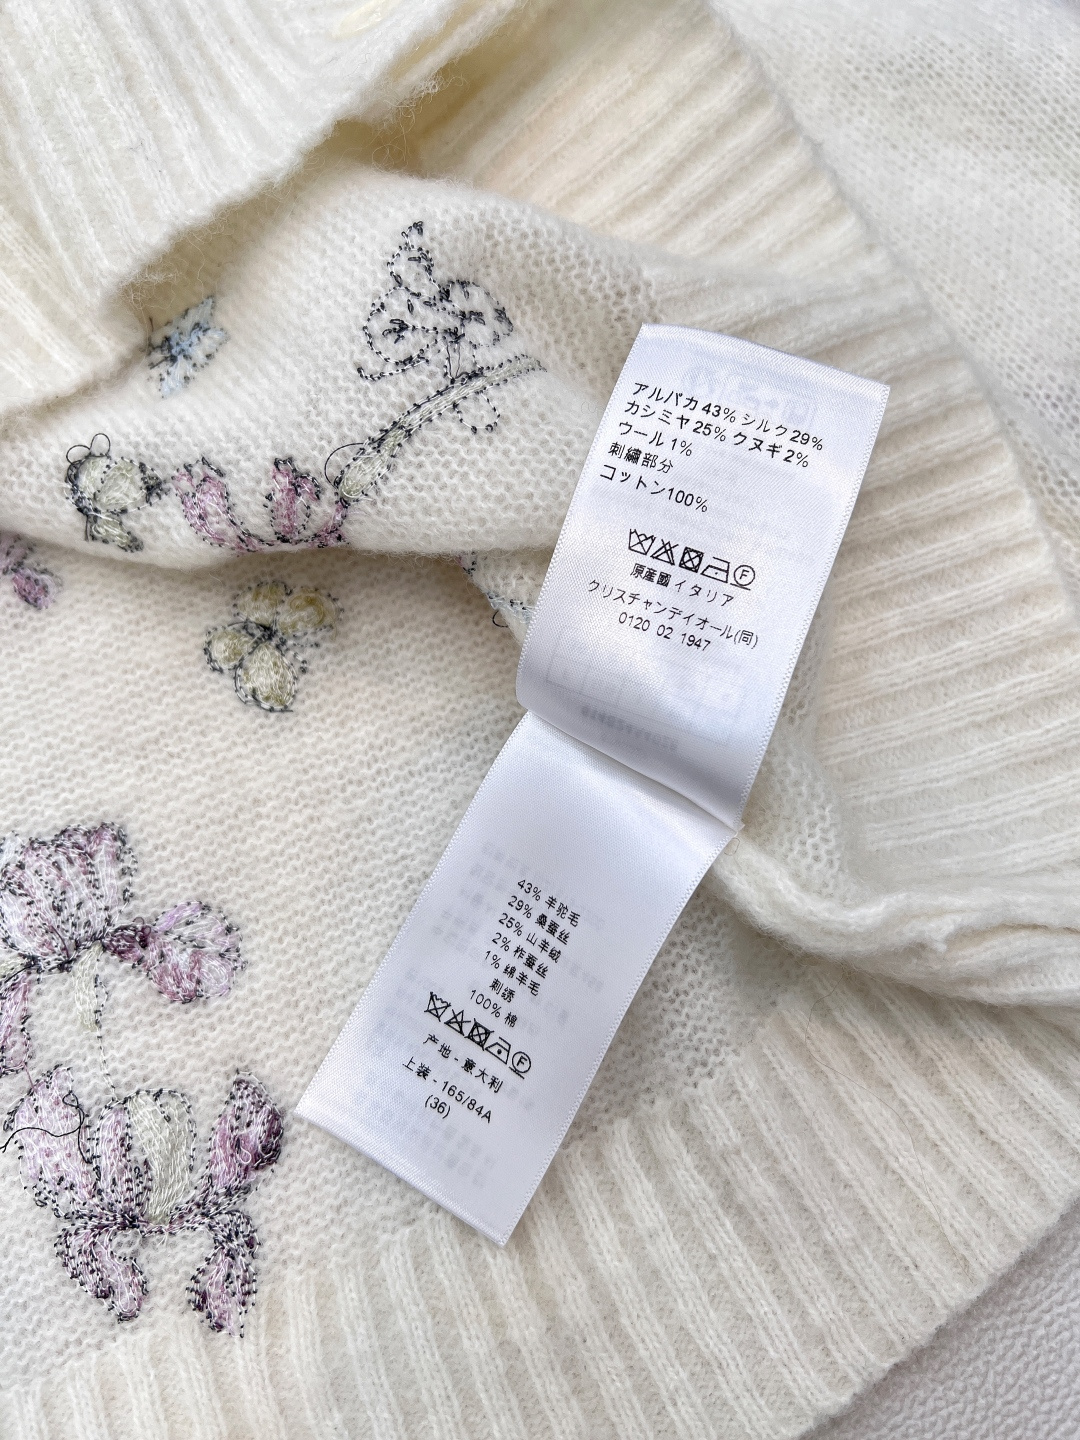 アルパカ 43% シルク 29%
カシミヤ 25% クヌギ 2%
ウール 1%
刺繍部分
コットン100%
F
原産國 イタリア
クリスチャンディオール(同)
0120 02 1947
43% 羊驼毛
29% 桑蚕丝
25% 山羊绒
2% 柞蚕丝
1% 绵羊毛
刺绣
100% 棉
F
产地 - 意大利
上装 - 165/84A
(36)